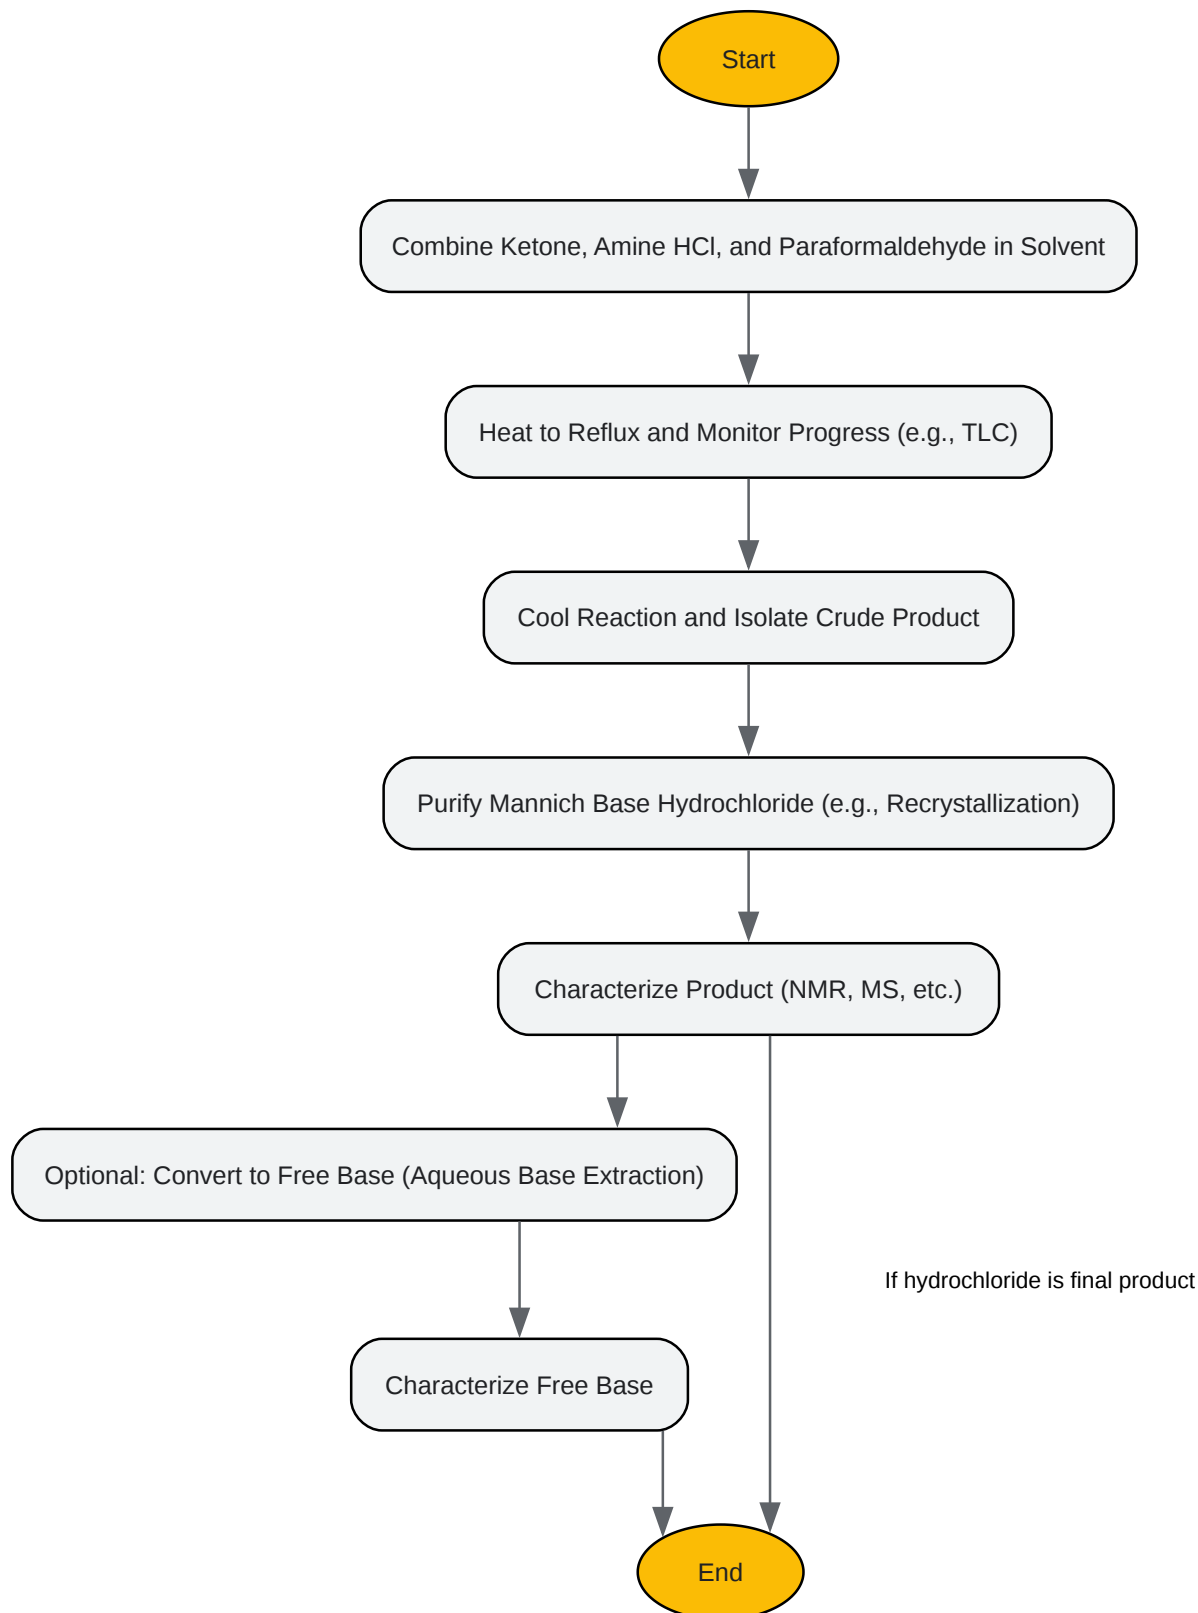 Start
Combine Ketone, Amine HCl, and Paraformaldehyde in Solvent
Heat to Reflux and Monitor Progress (e.g., TLC)
Cool Reaction and Isolate Crude Product
Purify Mannich Base Hydrochloride (e.g., Recrystallization)
Characterize Product (NMR, MS, etc.)
Optional: Convert to Free Base (Aqueous Base Extraction)
If hydrochloride is final product
Characterize Free Base
End